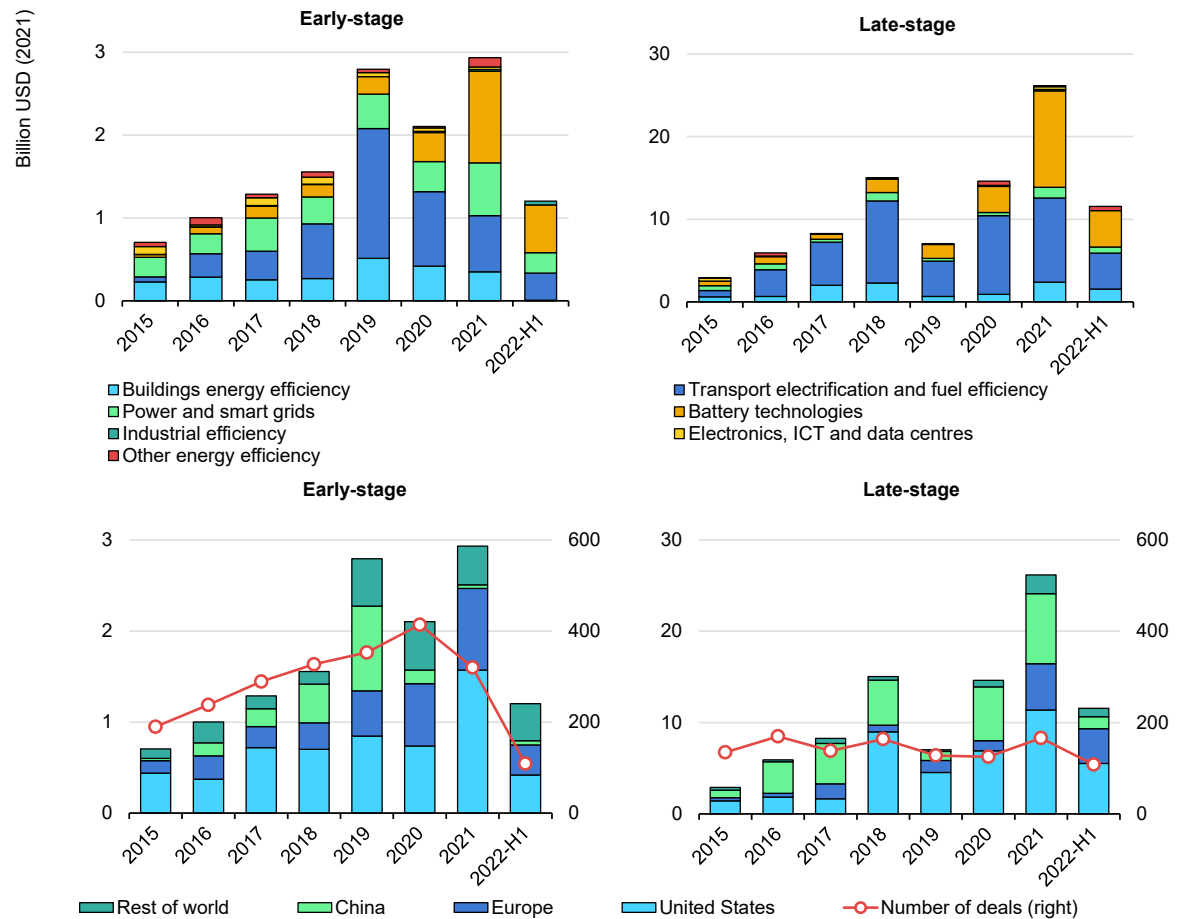 Early-stage
Late-stage
Billion USD (2021)
3
2
1
0
2015
2016
2017
2018
2019
2020
2021
2022-H1
30
20
10
0
2015
2016
2017
2018
2019
2020
2021
2022-H1
Buildings energy efficiency
Power and smart grids
Industrial efficiency
Other energy efficiency
Transport electrification and fuel efficiency
Battery technologies
Electronics, ICT and data centres
Early-stage
Late-stage
3
2
1
0
600
400
200
0
2015
2016
2017
2018
2019
2020
2021
2022-H1
30
20
10
0
600
400
200
0
2015
2016
2017
2018
2019
2020
2021
2022-H1
Rest of world
China
Europe
United States
Number of deals (right)